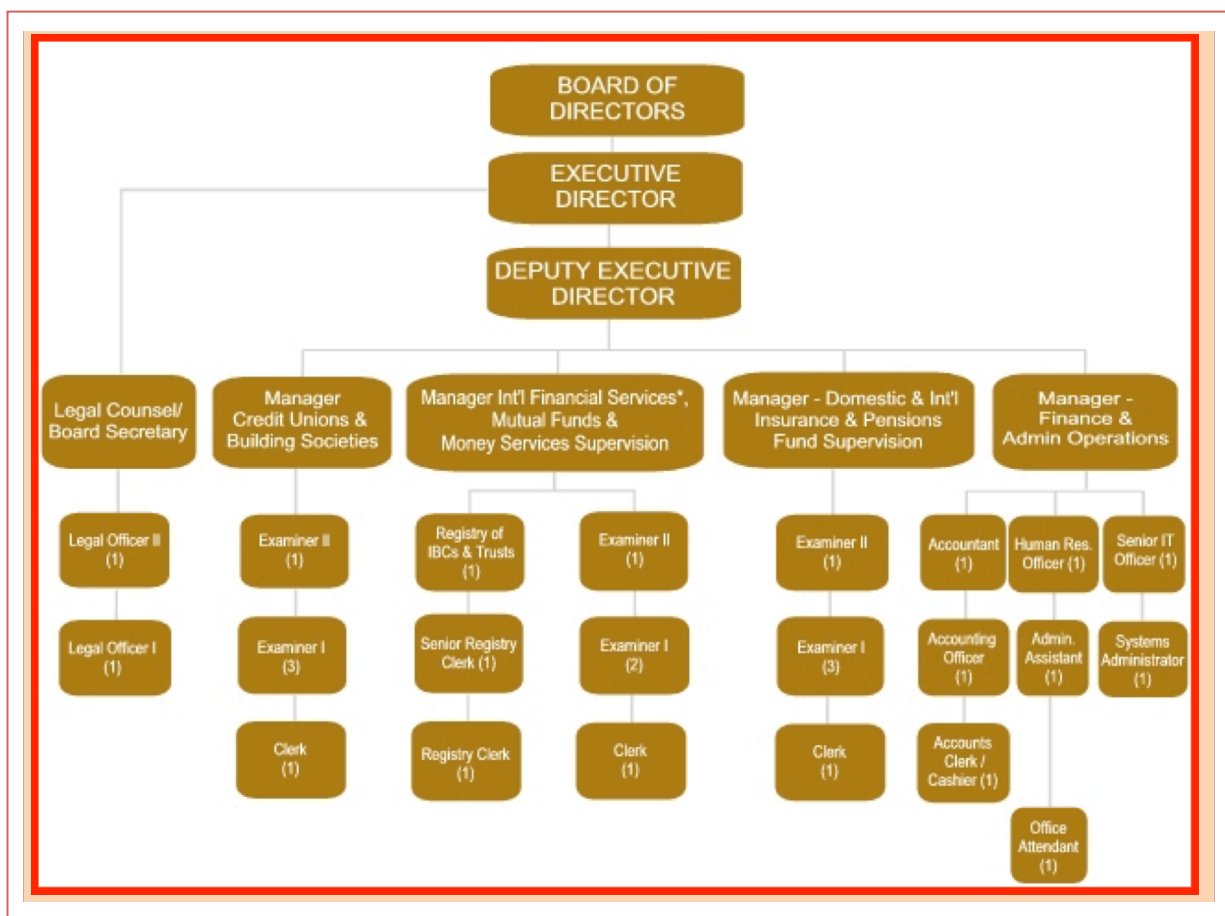 BOARD OF
DIRECTORS
EXECUTIVE
DIRECTOR
DEPUTY EXECUTIVE
DIRECTOR
Legal Counsel/
Board Secretary
Manager
Credit Unions &
Building Societies
Manager Int'l Financial Services*,
Mutual Funds &
Money Services Supervision
Manager - Domestic & Int'l
Insurance & Pensions
Fund Supervision
Manager -
Finance &
Admin Operations
Legal Officer II
(1)
Legal Officer I
(1)
Examiner II
(1)
Examiner I
(3)
Clerk
(1)
Registry of
IBCs & Trusts
(1)
Senior Registry
Clerk (1)
Registry Clerk
(1)
Examiner II
(1)
Examiner I
(2)
Clerk
(1)
Examiner II
(1)
Examiner I
(3)
Clerk
(1)
Accountant
(1)
Accounting
Officer
(1)
Accounts
Clerk /
Cashier (1)
Human Res.
Officer (1)
Admin.
Assistant
(1)
Office
Attendant
(1)
Senior IT
Officer (1)
Systems
Administrator
(1)